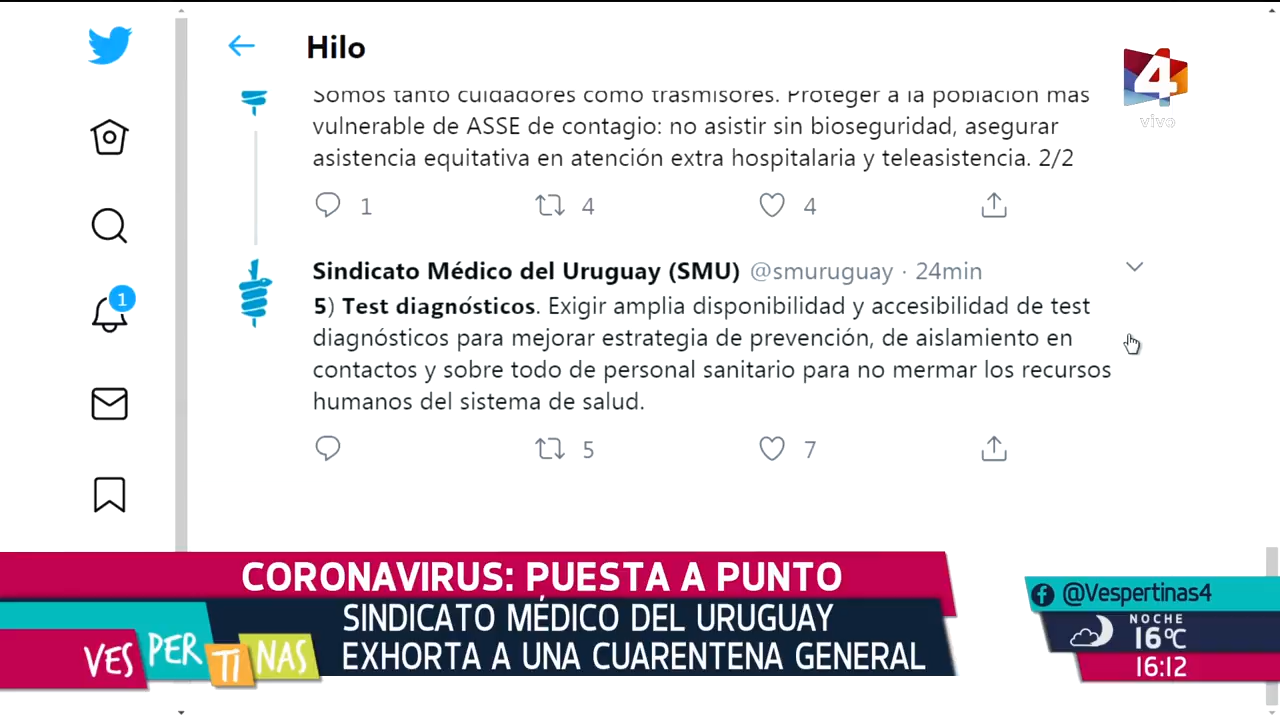 Hilo
4
vivo
Somos tanto cuidadores como trasmisores. Proteger a la población más
vulnerable de ASSE de contagio: no asistir sin bioseguridad, asegurar
asistencia equitativa en atención extra hospitalaria y teleasistencia. 2/2
1 4 4
Sindicato Médico del Uruguay (SMU) @smuruguay · 24min
5) Test diagnósticos. Exigir amplia disponibilidad y accesibilidad de test
diagnósticos para mejorar estrategia de prevención, de aislamiento en
contactos y sobre todo de personal sanitario para no mermar los recursos
humanos del sistema de salud.
5 7
1
CORONAVIRUS: PUESTA A PUNTO
SINDICATO MÉDICO DEL URUGUAY
EXHORTA A UNA CUARENTENA GENERAL
VESPERTINAS
@Vespertinas4
NOCHE
16ºC
16:12